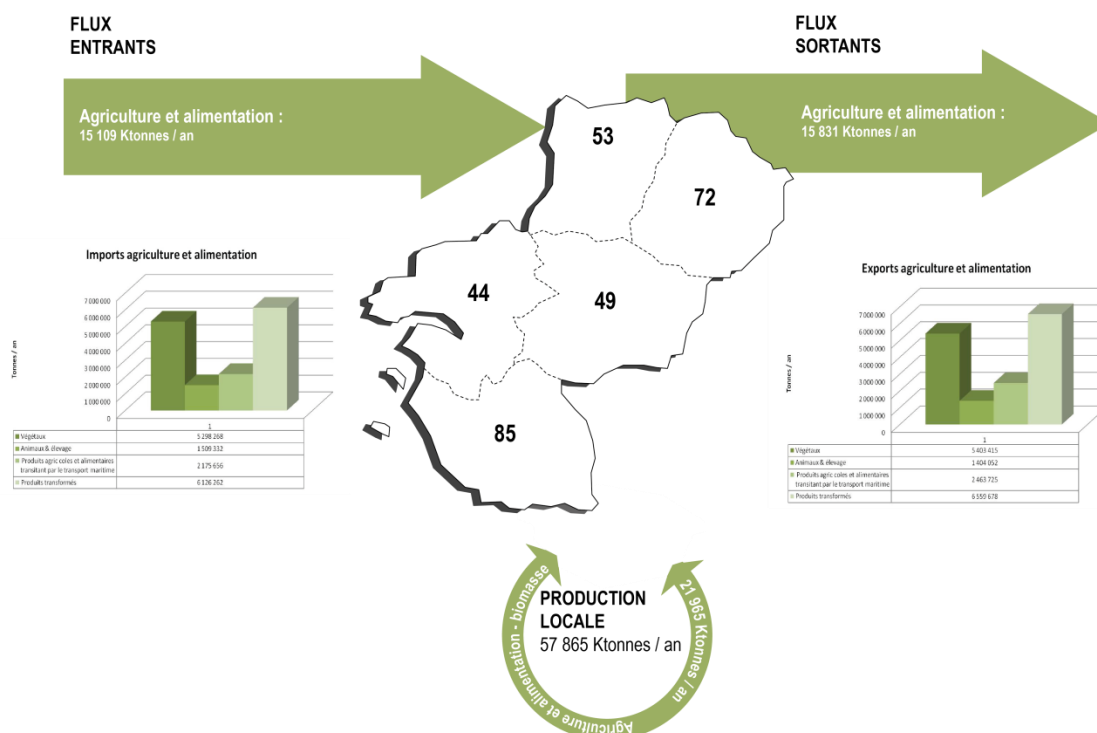 FLUX
ENTRANTS
Agriculture et alimentation :
15 109 Ktonnes / an
FLUX
SORTANTS
Agriculture et alimentation :
15 831 Ktonnes / an
53
72
44
49
85
Imports agriculture et alimentation
Tonnes / an
7 000 000
6 000 000
5 000 000
4 000 000
3 000 000
2 000 000
1 000 000
0
1
Végétaux 5 298 268
Animaux & élevage 1 509 332
Produits agricoles et alimentaires
transitant par le transport maritime 2 175 656
Produits transformés 6 126 262
Exports agriculture et alimentation
Tonnes / an
7000 000
6 000 000
5 000 000
4 000 000
3 000 000
2 000 000
1 000 000
0
1
Végétaux 5 403 415
Animaux & élevage 1 404 052
Produits agric coles et alimentaires
transitant par le transport maritime 2 463 725
Produits transformés 6 559 678
PRODUCTION
LOCALE
57 865 Ktonnes / an
Agriculture et alimentation - biomasse
21 965 Ktonnes / an